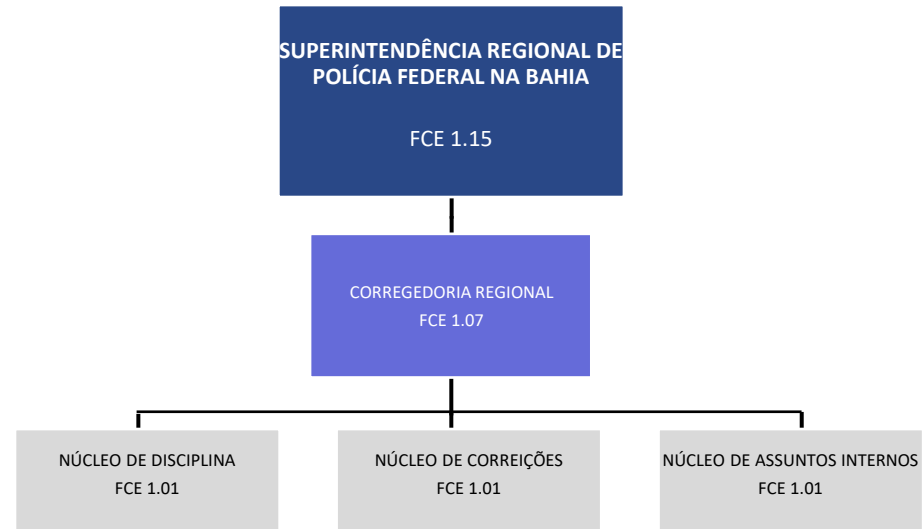 SUPERINTENDÊNCIA REGIONAL DE
POLÍCIA FEDERAL NA BAHIA
FCE 1.15
CORREGEDORIA REGIONAL
FCE 1.07
NÚCLEO DE DISCIPLINA
FCE 1.01
NÚCLEO DE CORREIÇÕES
FCE 1.01
NÚCLEO DE ASSUNTOS INTERNOS
FCE 1.01